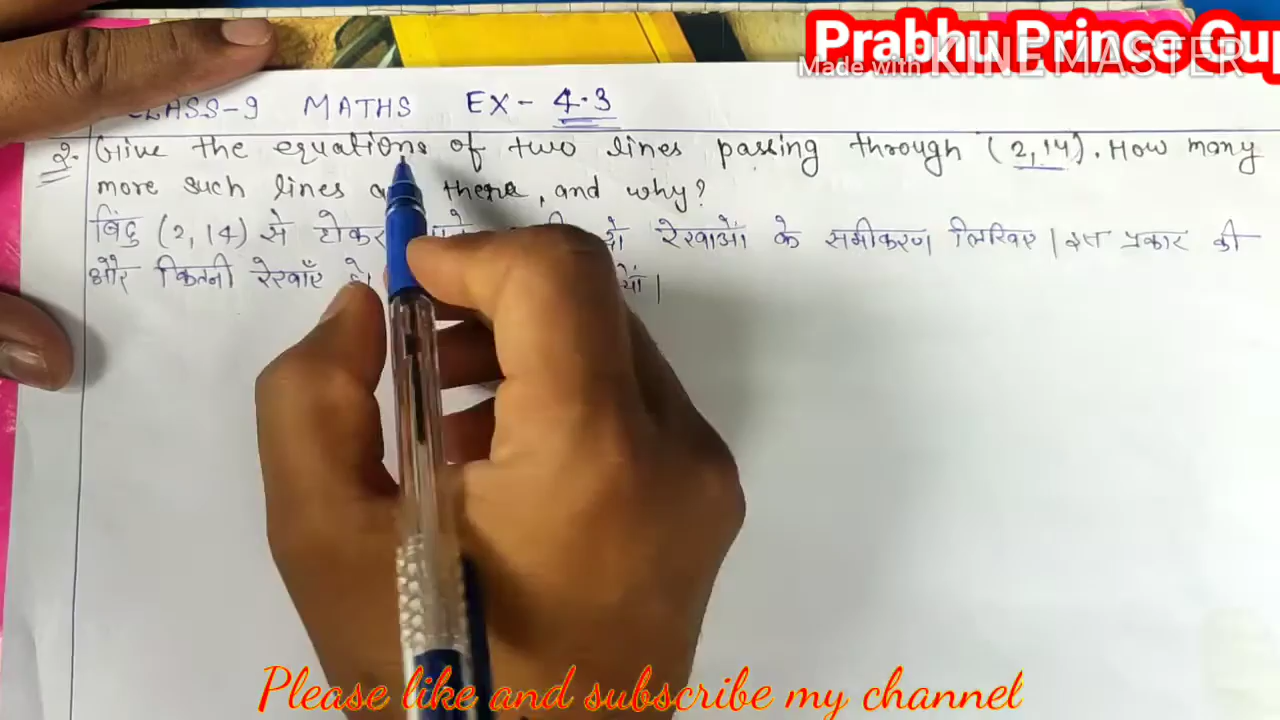 Prabhu Prince Gup
Made with KINEMASTER
CLASS-9 MATHS EX- 4.3
2. Give the equations of two lines passing through (2,14). How many
more such lines are there, and why?
बिंदु (2,14) से होकर दो रेखाओं के समीकरण लिखिए। इस प्रकार की
और कितनी रेखाएँ हो
Please like and subscribe my channel